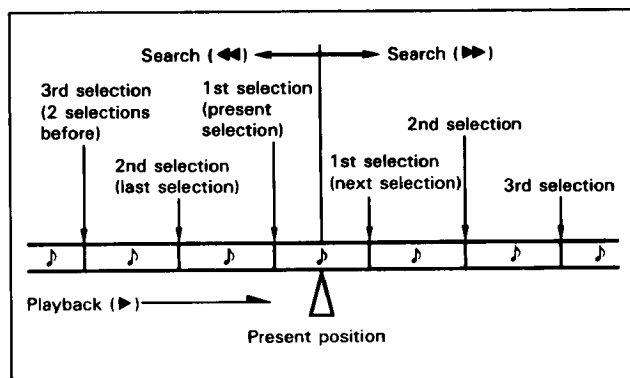 Search (◀◀)
Search (▶▶)
3rd selection
(2 selections
before)
1st selection
(present
selection)
2nd selection
(last selection)
2nd selection
1st selection
(next selection)
3rd selection
Playback (▶)
Present position